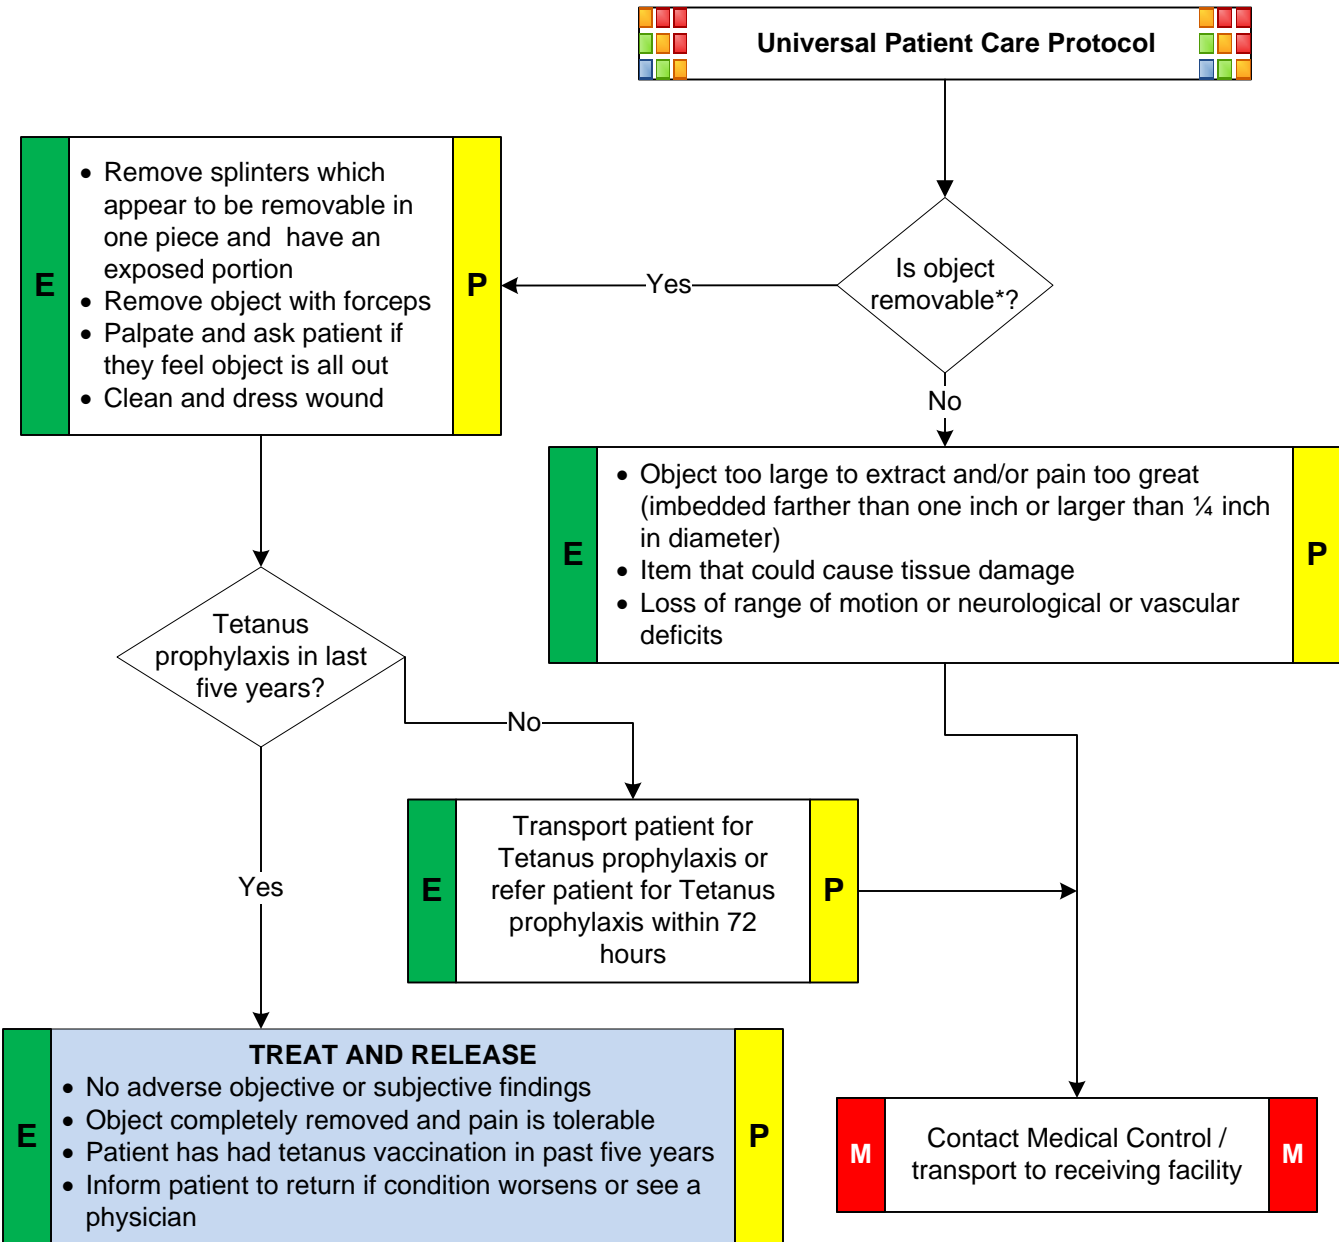 Universal Patient Care Protocol
Is object
removable*?
Yes
No
E
• Remove splinters which
appear to be removable in
one piece and have an
exposed portion
• Remove object with forceps
• Palpate and ask patient if
they feel object is all out
• Clean and dress wound
P
E
• Object too large to extract and/or pain too great
(imbedded farther than one inch or larger than ¼ inch
in diameter)
• Item that could cause tissue damage
• Loss of range of motion or neurological or vascular
deficits
P
Tetanus
prophylaxis in last
five years?
No
Yes
E
Transport patient for
Tetanus prophylaxis or
refer patient for Tetanus
prophylaxis within 72
hours
P
E
TREAT AND RELEASE
• No adverse objective or subjective findings
• Object completely removed and pain is tolerable
• Patient has had tetanus vaccination in past five years
• Inform patient to return if condition worsens or see a
physician
P
M
Contact Medical Control /
transport to receiving facility
M